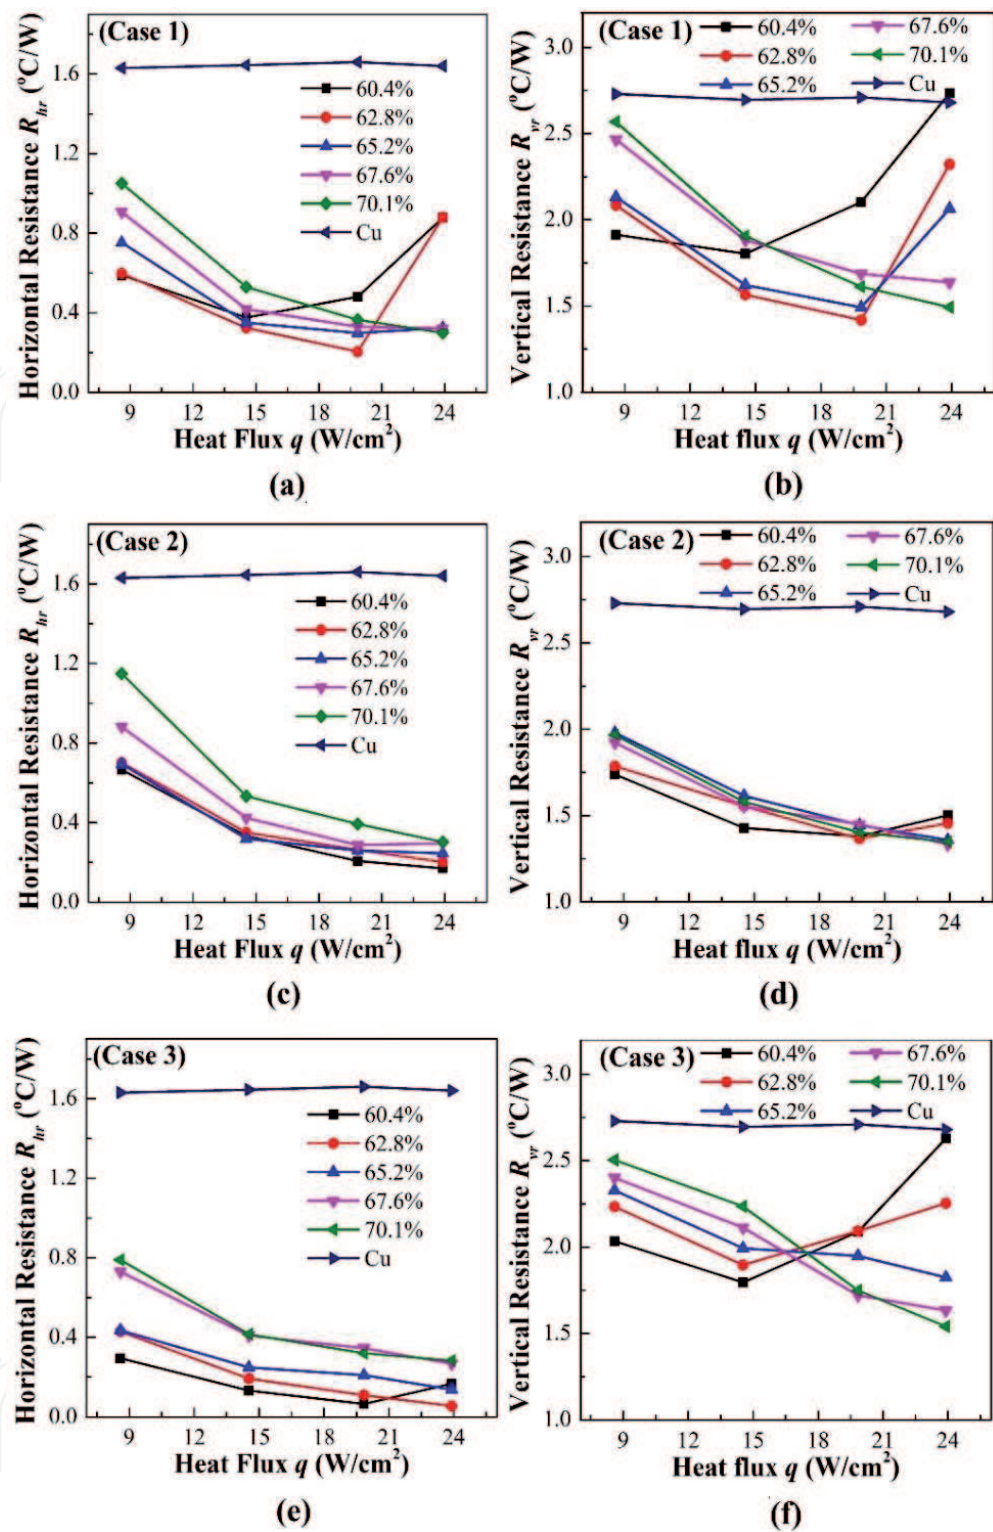 (Case 1)
Horizontal Resistance R_hr (°C/W)
1.6
1.2
0.8
0.4
0.0
60.4%
62.8%
65.2%
67.6%
70.1%
Cu
9 12 15 18 21 24
Heat Flux q (W/cm²)
(a)
(Case 1)
Vertical Resistance R_vr (°C/W)
3.0
2.5
2.0
1.5
1.0
60.4%
62.8%
65.2%
67.6%
70.1%
Cu
9 12 15 18 21 24
Heat flux q (W/cm²)
(b)
(Case 2)
Horizontal Resistance R_hr (°C/W)
1.6
1.2
0.8
0.4
0.0
60.4%
62.8%
65.2%
67.6%
70.1%
Cu
9 12 15 18 21 24
Heat Flux q (W/cm²)
(c)
(Case 2)
Vertical Resistance R_vr (°C/W)
3.0
2.5
2.0
1.5
1.0
60.4%
62.8%
65.2%
67.6%
70.1%
Cu
9 12 15 18 21 24
Heat flux q (W/cm²)
(d)
(Case 3)
Horizontal Resistance R_hr (°C/W)
1.6
1.2
0.8
0.4
0.0
60.4%
62.8%
65.2%
67.6%
70.1%
Cu
9 12 15 18 21 24
Heat Flux q (W/cm²)
(e)
(Case 3)
Vertical Resistance R_vr (°C/W)
3.0
2.5
2.0
1.5
1.0
60.4%
62.8%
65.2%
67.6%
70.1%
Cu
9 12 15 18 21 24
Heat flux q (W/cm²)
(f)